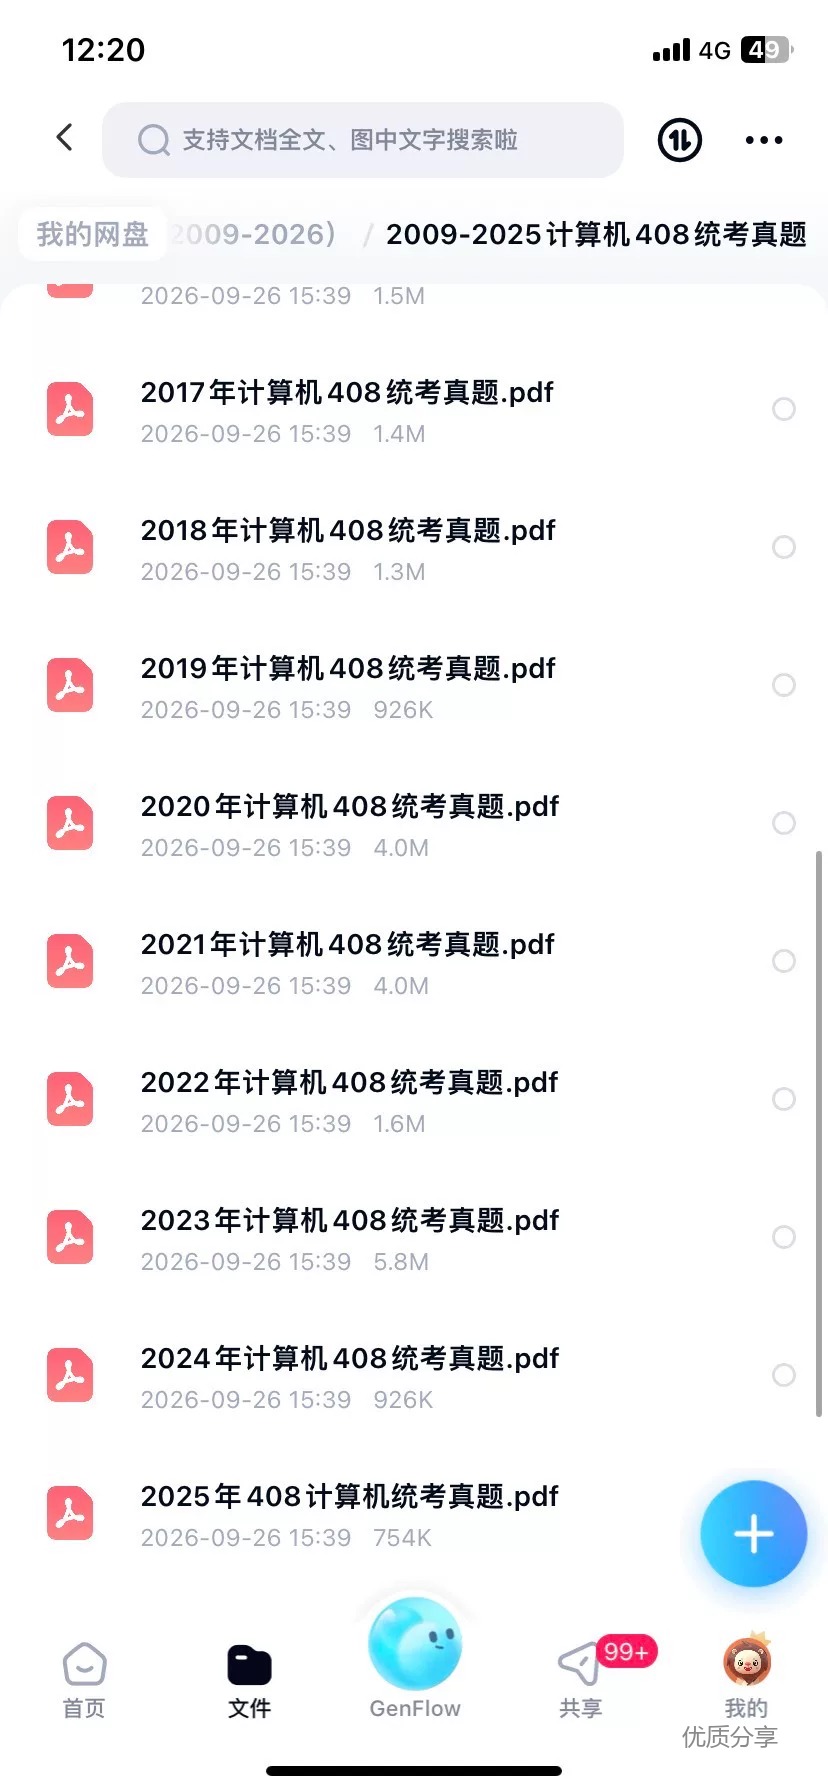 12:20
4G 49
支持文档全文、图中文字搜索啦
我的网盘 2009-2026） / 2009-2025计算机408统考真题
2026-09-26 15:39 1.5M
2017年计算机408统考真题.pdf
2026-09-26 15:39 1.4M
2018年计算机408统考真题.pdf
2026-09-26 15:39 1.3M
2019年计算机408统考真题.pdf
2026-09-26 15:39 926K
2020年计算机408统考真题.pdf
2026-09-26 15:39 4.0M
2021年计算机408统考真题.pdf
2026-09-26 15:39 4.0M
2022年计算机408统考真题.pdf
2026-09-26 15:39 1.6M
2023年计算机408统考真题.pdf
2026-09-26 15:39 5.8M
2024年计算机408统考真题.pdf
2026-09-26 15:39 926K
2025年408计算机统考真题.pdf
2026-09-26 15:39 754K
99+
首页 文件 GenFlow 共享 我的
优质分享